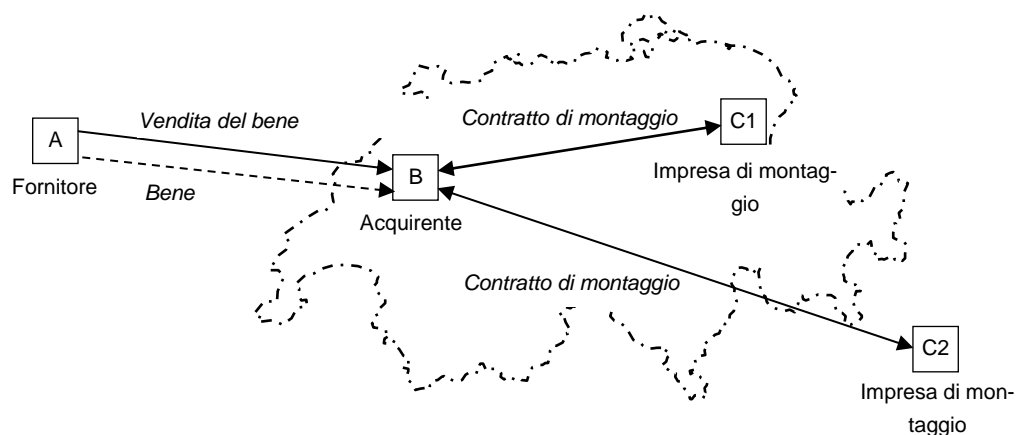 Vendita del bene
Contratto di montaggio
C1
A
Fornitore
Bene
B
Acquirente
Impresa di montag-
gio
Contratto di montaggio
C2
Impresa di mon-
taggio